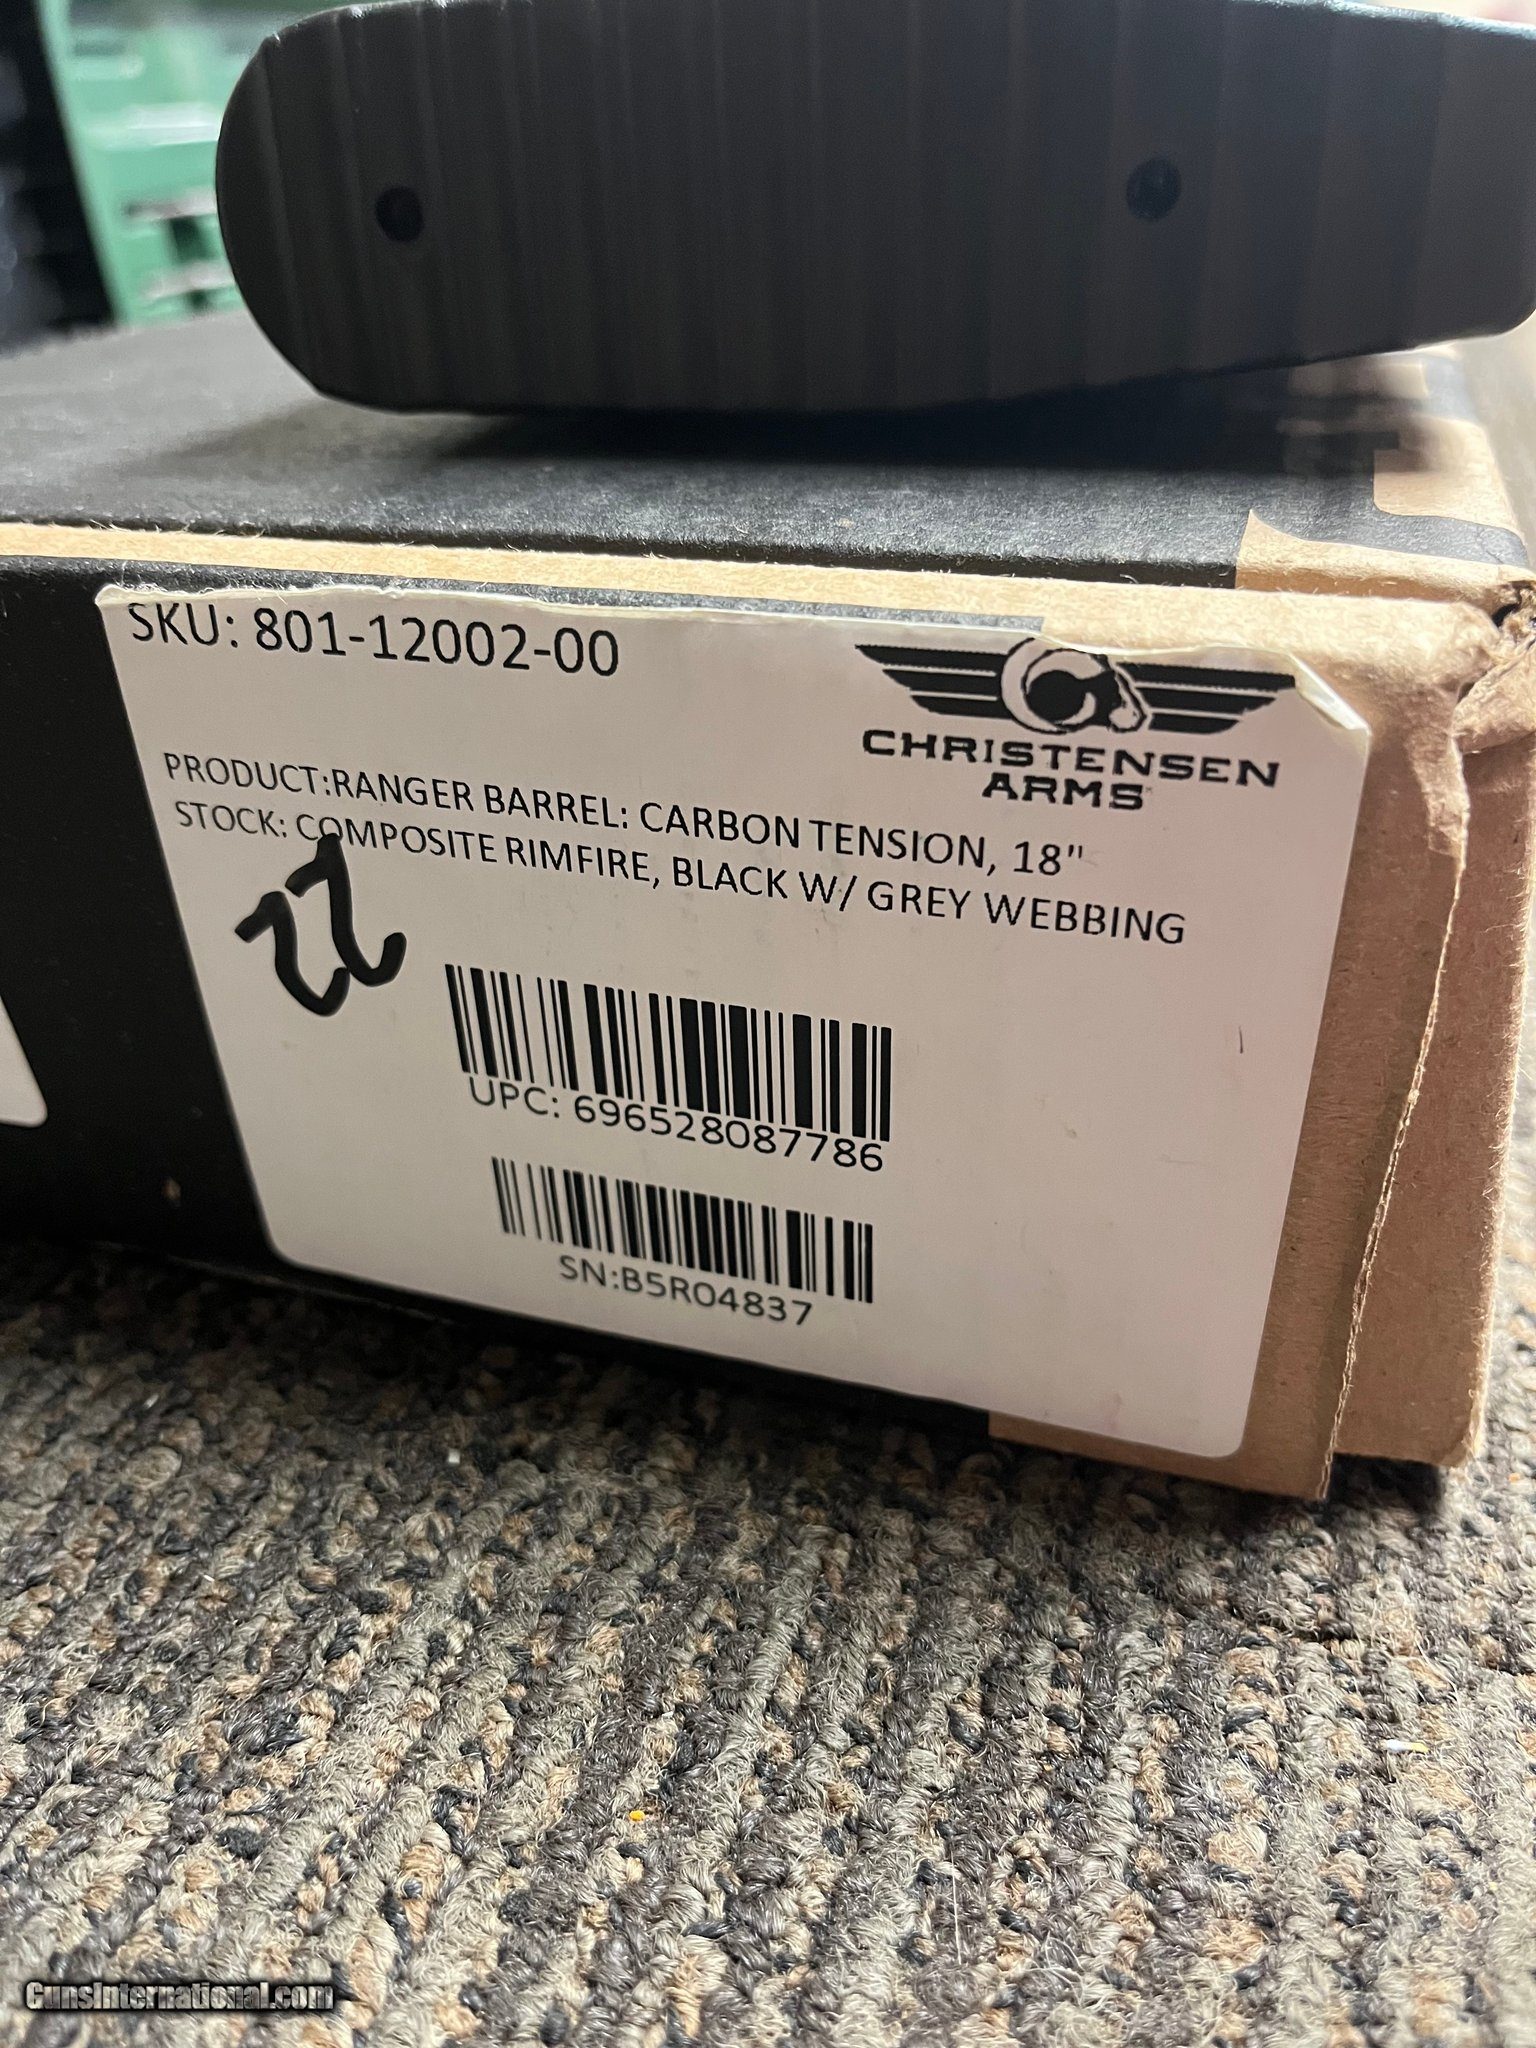 SKU: 801-12002-00
CHRISTENSEN
ARMS
PRODUCT:RANGER BARREL: CARBON TENSION, 18"
STOCK: COMPOSITE RIMFIRE, BLACK W/ GREY WEBBING
22
UPC: 696528087786
SN:B5R04837
GunsInternational.com